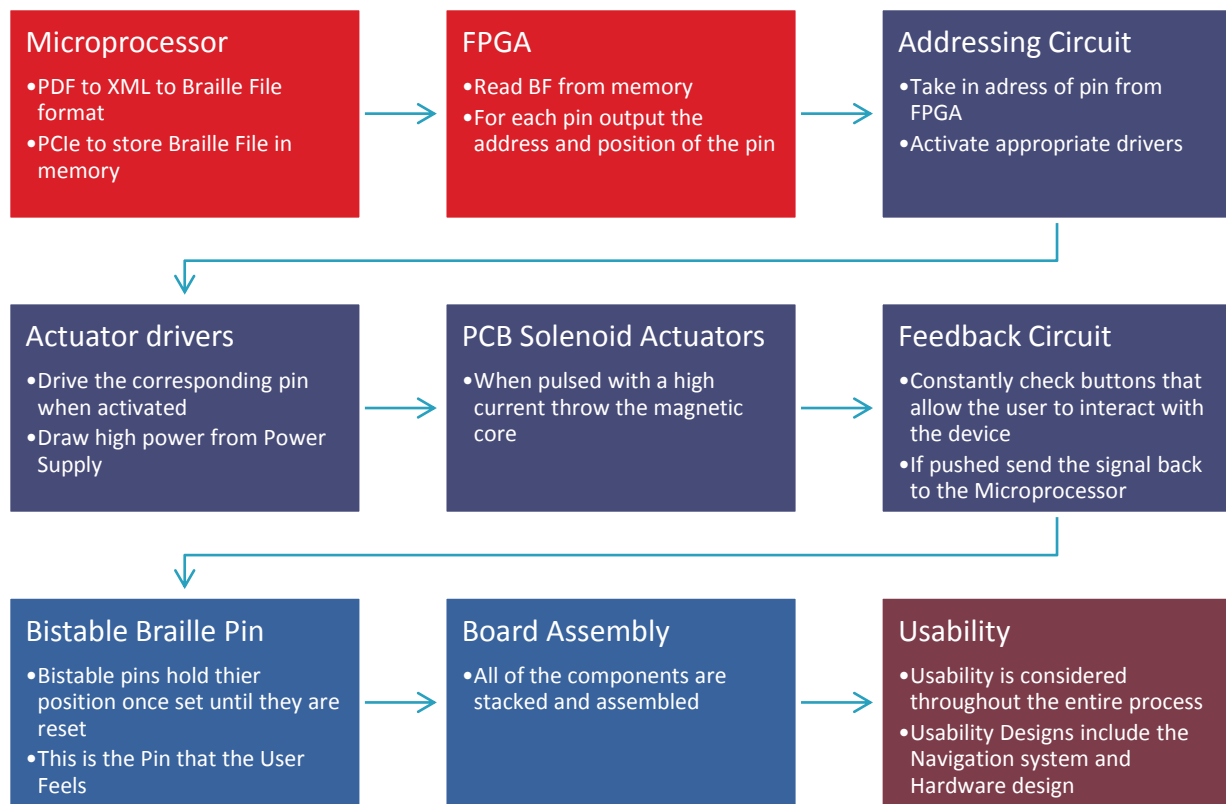 Microprocessor
•PDF to XML to Braille File
format
•PCIe to store Braille File in
memory
FPGA
•Read BF from memory
•For each pin output the
address and position of the pin
Addressing Circuit
•Take in adress of pin from
FPGA
•Activate appropriate drivers
Actuator drivers
•Drive the corresponding pin
when activated
•Draw high power from Power
Supply
PCB Solenoid Actuators
•When pulsed with a high
current throw the magnetic
core
Feedback Circuit
•Constantly check buttons that
allow the user to interact with
the device
•If pushed send the signal back
to the Microprocessor
Bistable Braille Pin
•Bistable pins hold thier
position once set until they are
reset
•This is the Pin that the User
Feels
Board Assembly
•All of the components are
stacked and assembled
Usability
•Usability is considered
throughout the entire process
•Usability Designs include the
Navigation system and
Hardware design